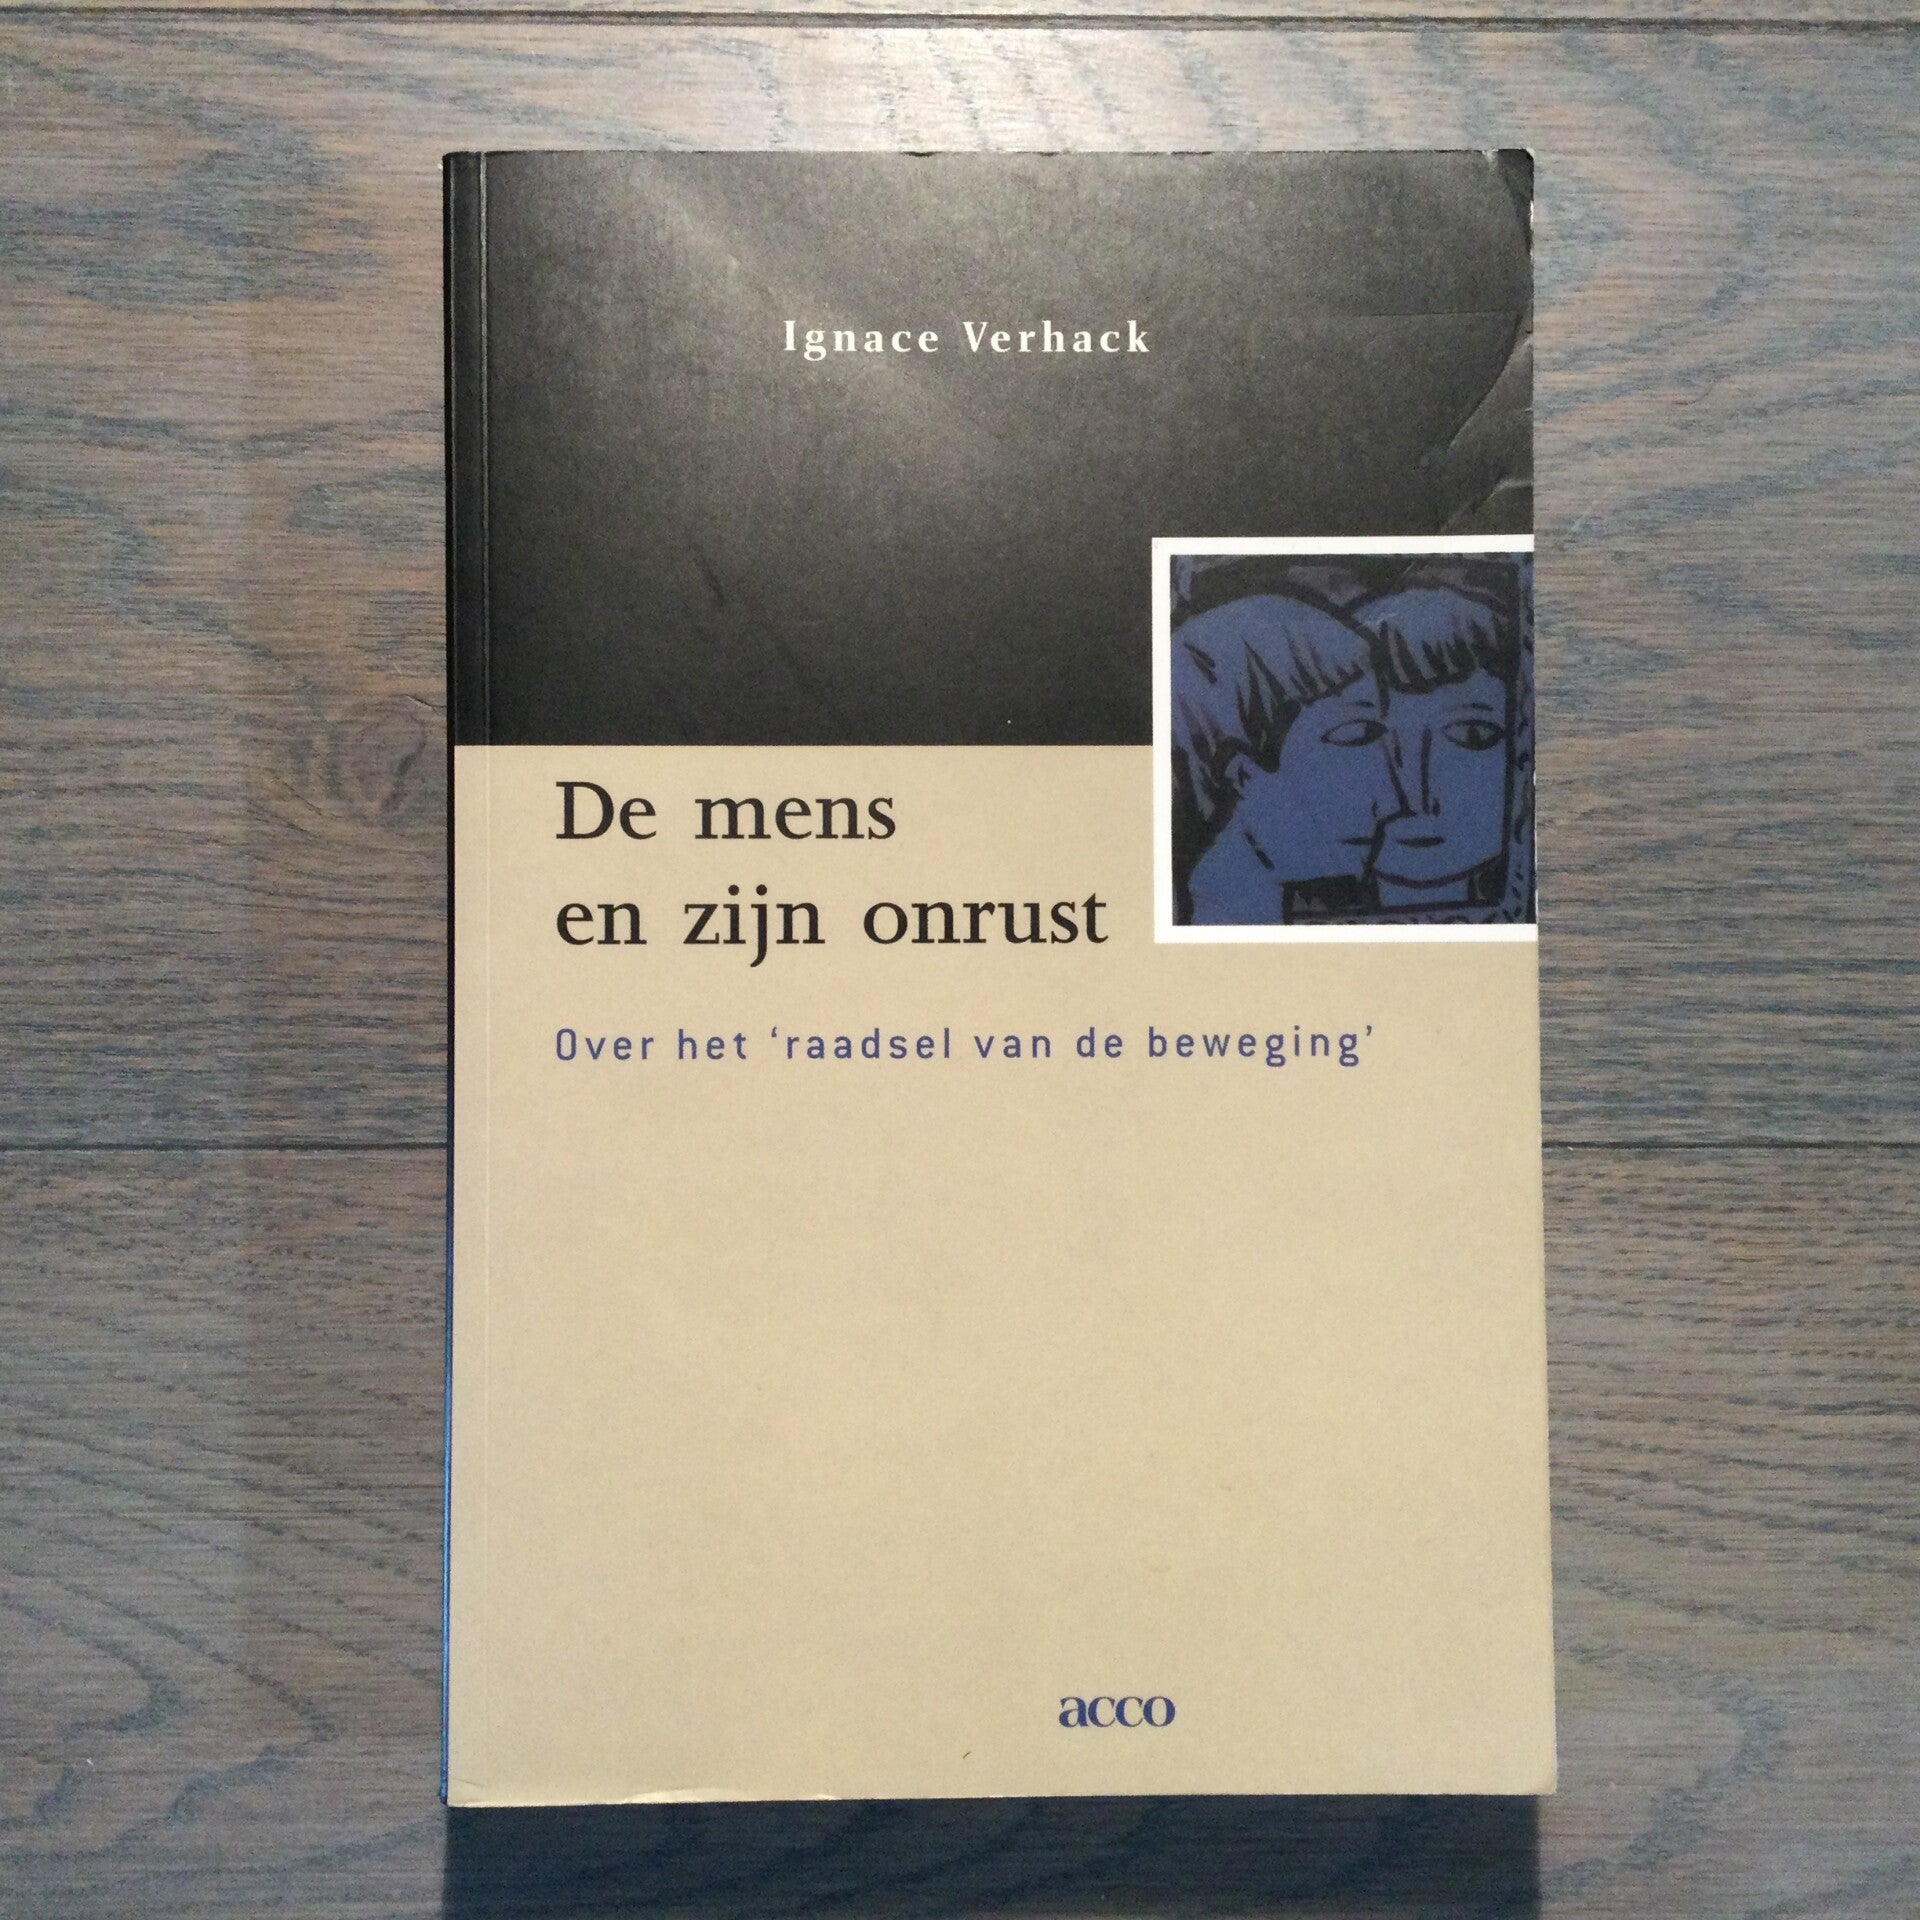 Ignace Verhack
De mens
en zijn onrust
Over het ‘raadsel van de beweging’
acco